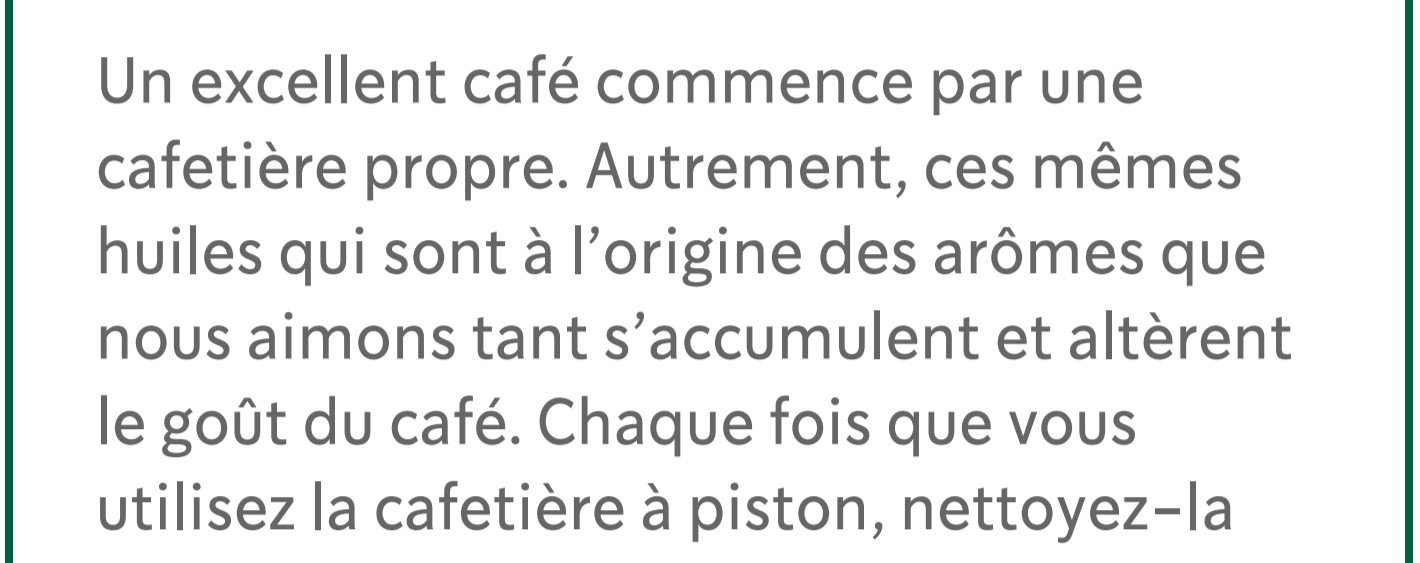 Un excellent café commence par une
cafetière propre. Autrement, ces mêmes
huiles qui sont à l’origine des arômes que
nous aimons tant s’accumulent et altèrent
le goût du café. Chaque fois que vous
utilisez la cafetière à piston, nettoyez-la